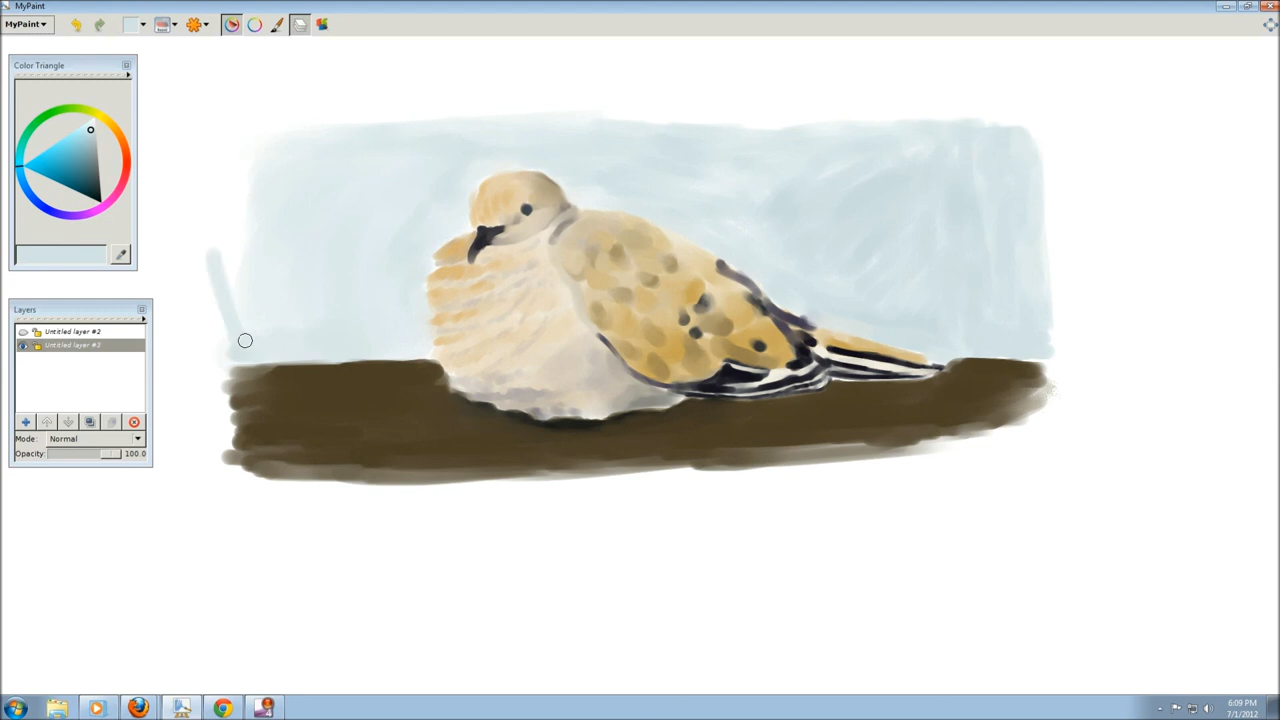 MyPaint
MyPaint
Color Triangle
Layers
Untitled layer #2
Untitled layer #3
Mode: Normal
Opacity: 100.0
6:09 PM
7/1/2012